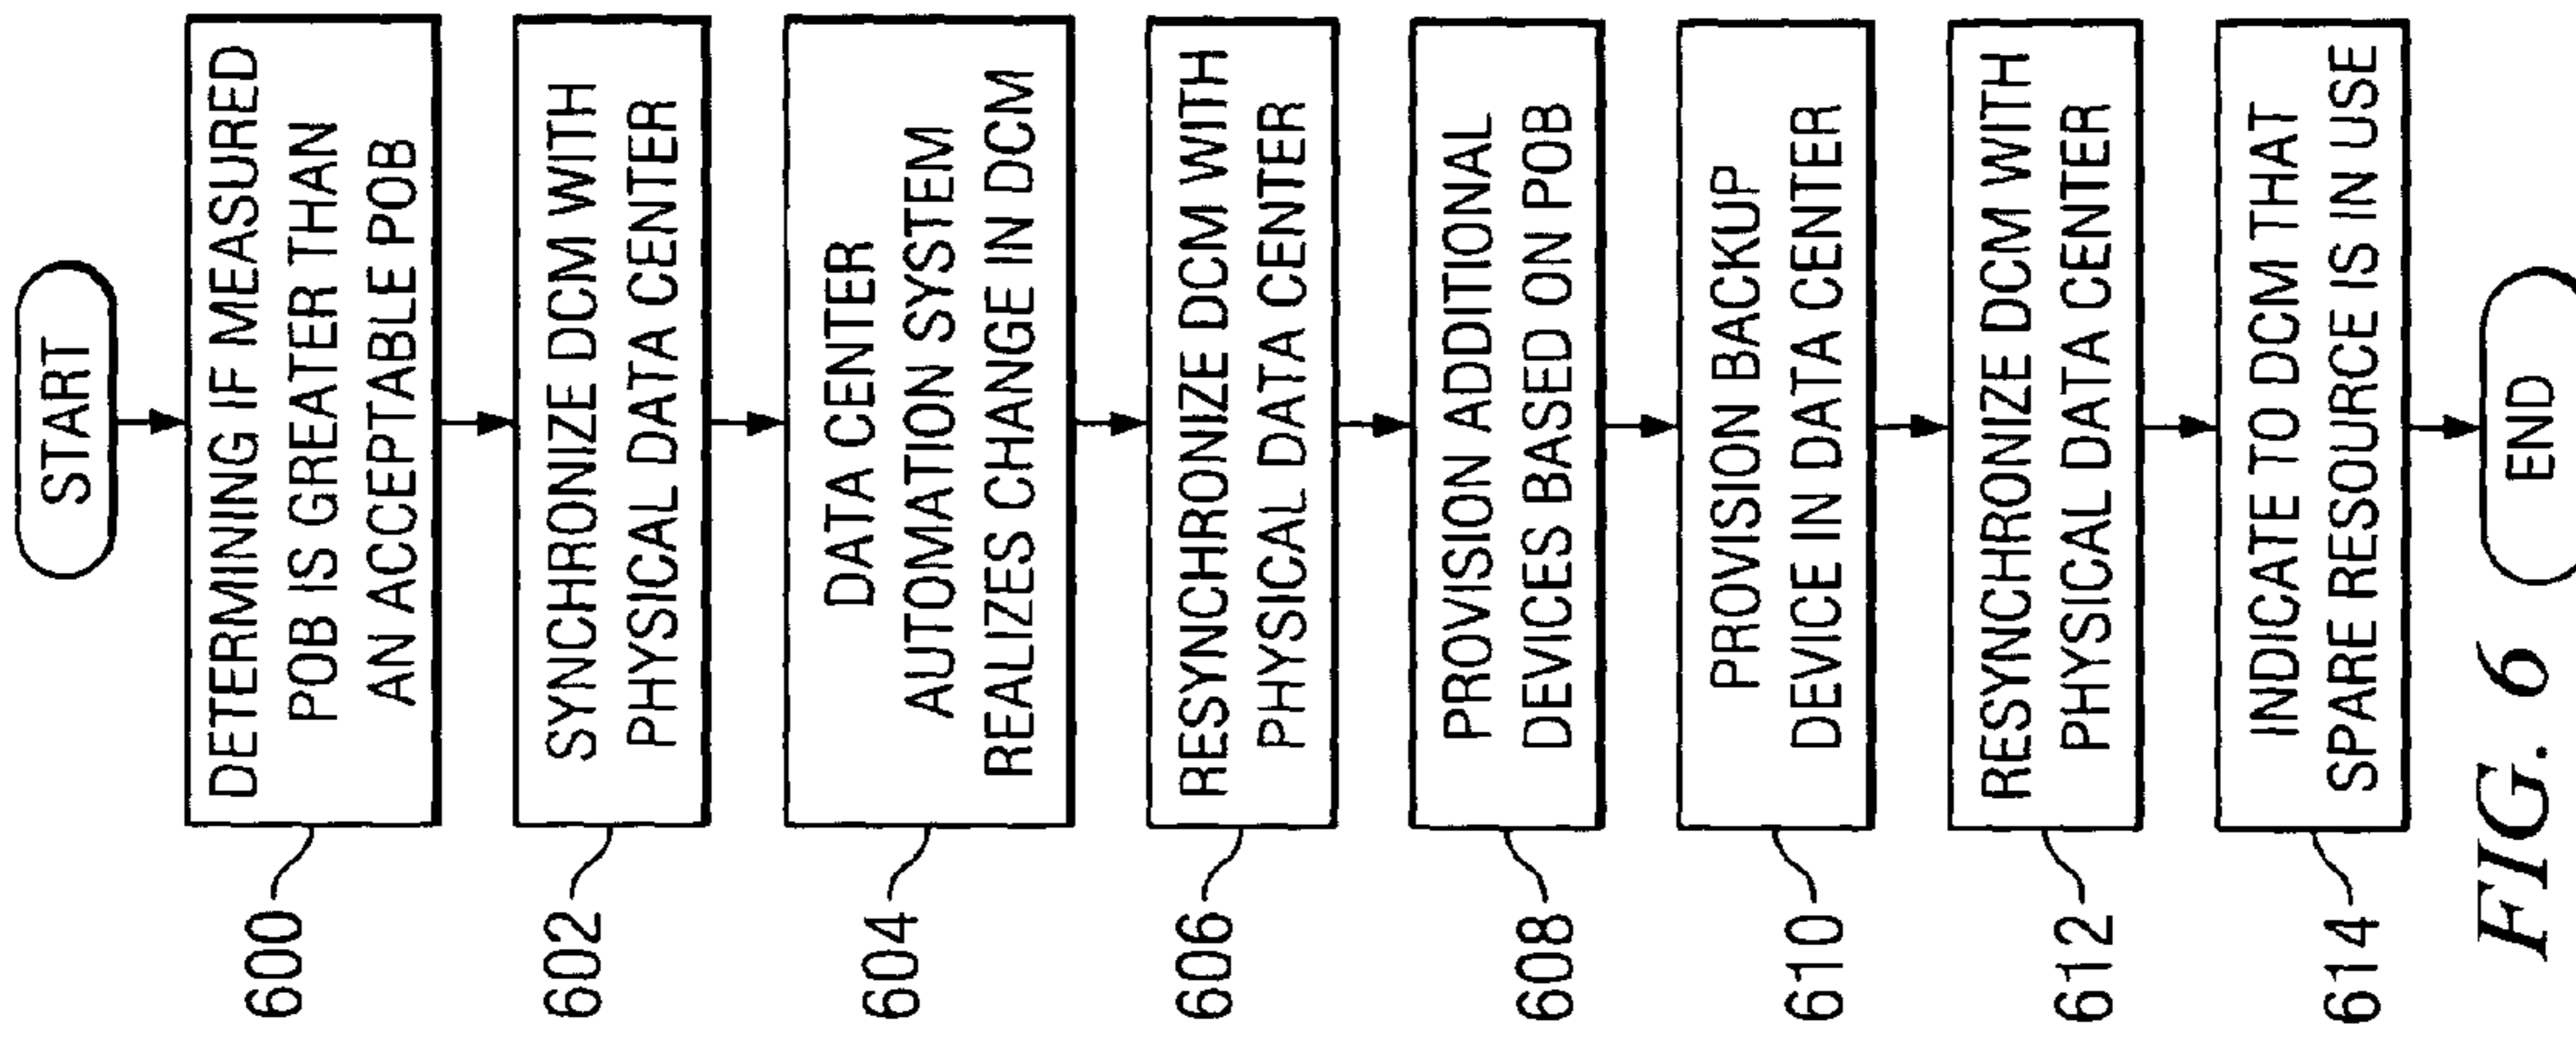 START
DETERMINING IF MEASURED
POB IS GREATER THAN
AN ACCEPTABLE POB
600
SYNCHRONIZE DCM WITH
PHYSICAL DATA CENTER
602
DATA CENTER
AUTOMATION SYSTEM
REALIZES CHANGE IN DCM
604
RESYNCHRONIZE DCM WITH
PHYSICAL DATA CENTER
606
PROVISION ADDITIONAL
DEVICES BASED ON POB
608
PROVISION BACKUP
DEVICE IN DATA CENTER
610
RESYNCHRONIZE DCM WITH
PHYSICAL DATA CENTER
612
INDICATE TO DCM THAT
SPARE RESOURCE IS IN USE
614
END
FIG. 6